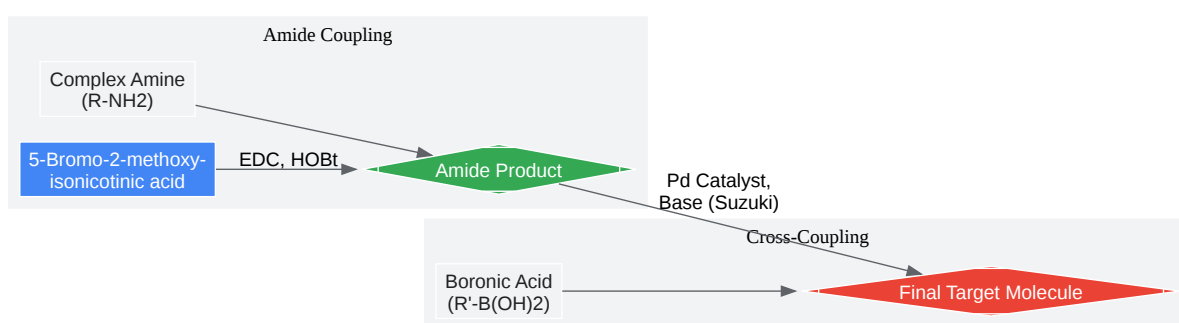 Amide Coupling
Complex Amine
(R-NH2)
5-Bromo-2-methoxy-
isonicotinic acid
EDC, HOBt
Amide Product
Pd Catalyst,
Base (Suzuki)
Cross-Coupling
Boronic Acid
(R'-B(OH)2)
Final Target Molecule